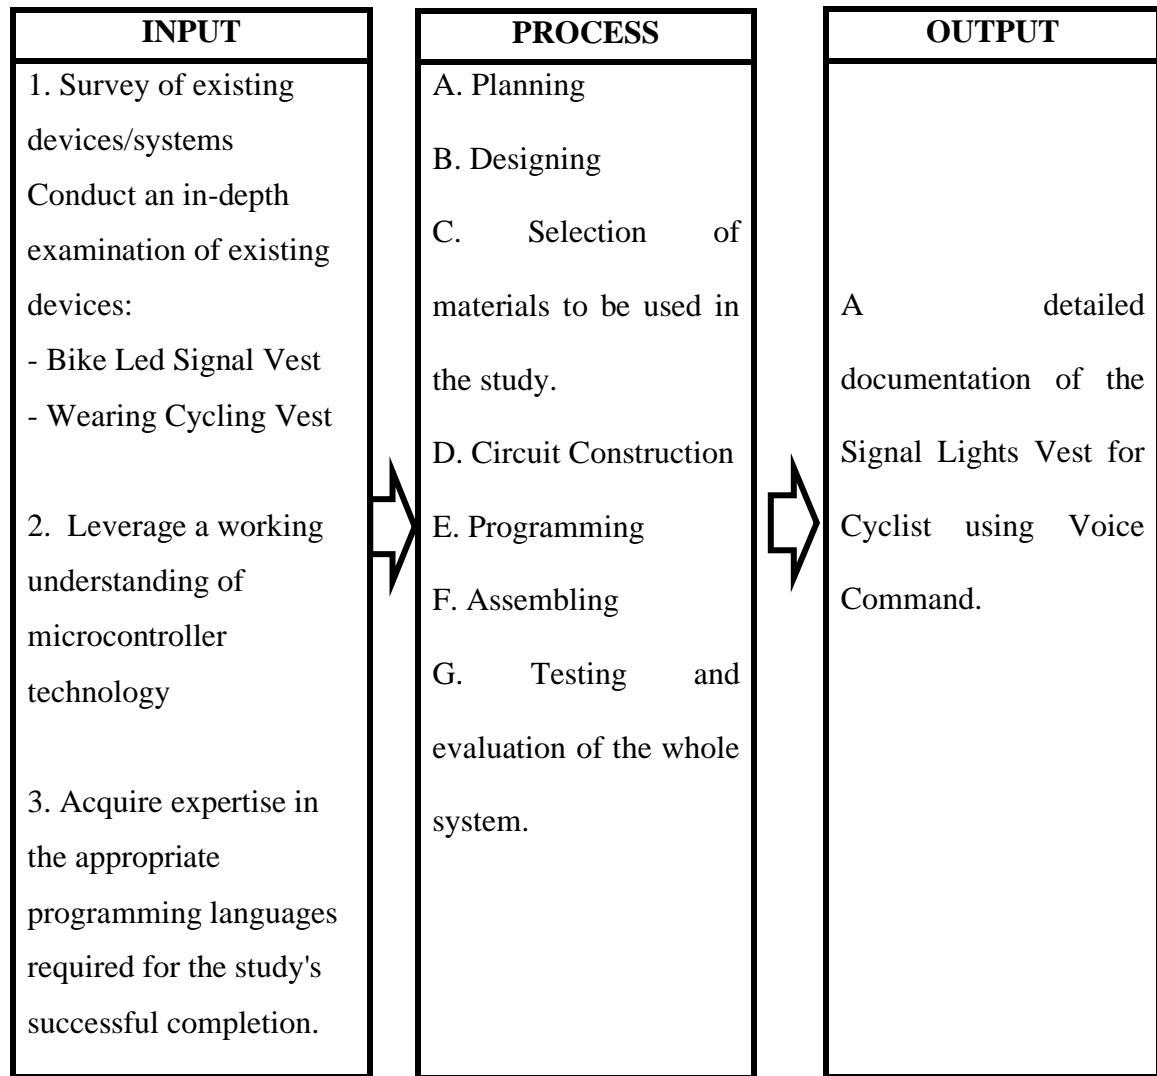 INPUT
1. Survey of existing
devices/systems
Conduct an in-depth
examination of existing
devices:
- Bike Led Signal Vest
- Wearing Cycling Vest
2. Leverage a working
understanding of
microcontroller
technology
3. Acquire expertise in
the appropriate
programming languages
required for the study's
successful completion.
PROCESS
A. Planning
B. Designing
C. Selection of
materials to be used in
the study.
D. Circuit Construction
E. Programming
F. Assembling
G. Testing and
evaluation of the whole
system.
OUTPUT
A detailed
documentation of the
Signal Lights Vest for
Cyclist using Voice
Command.